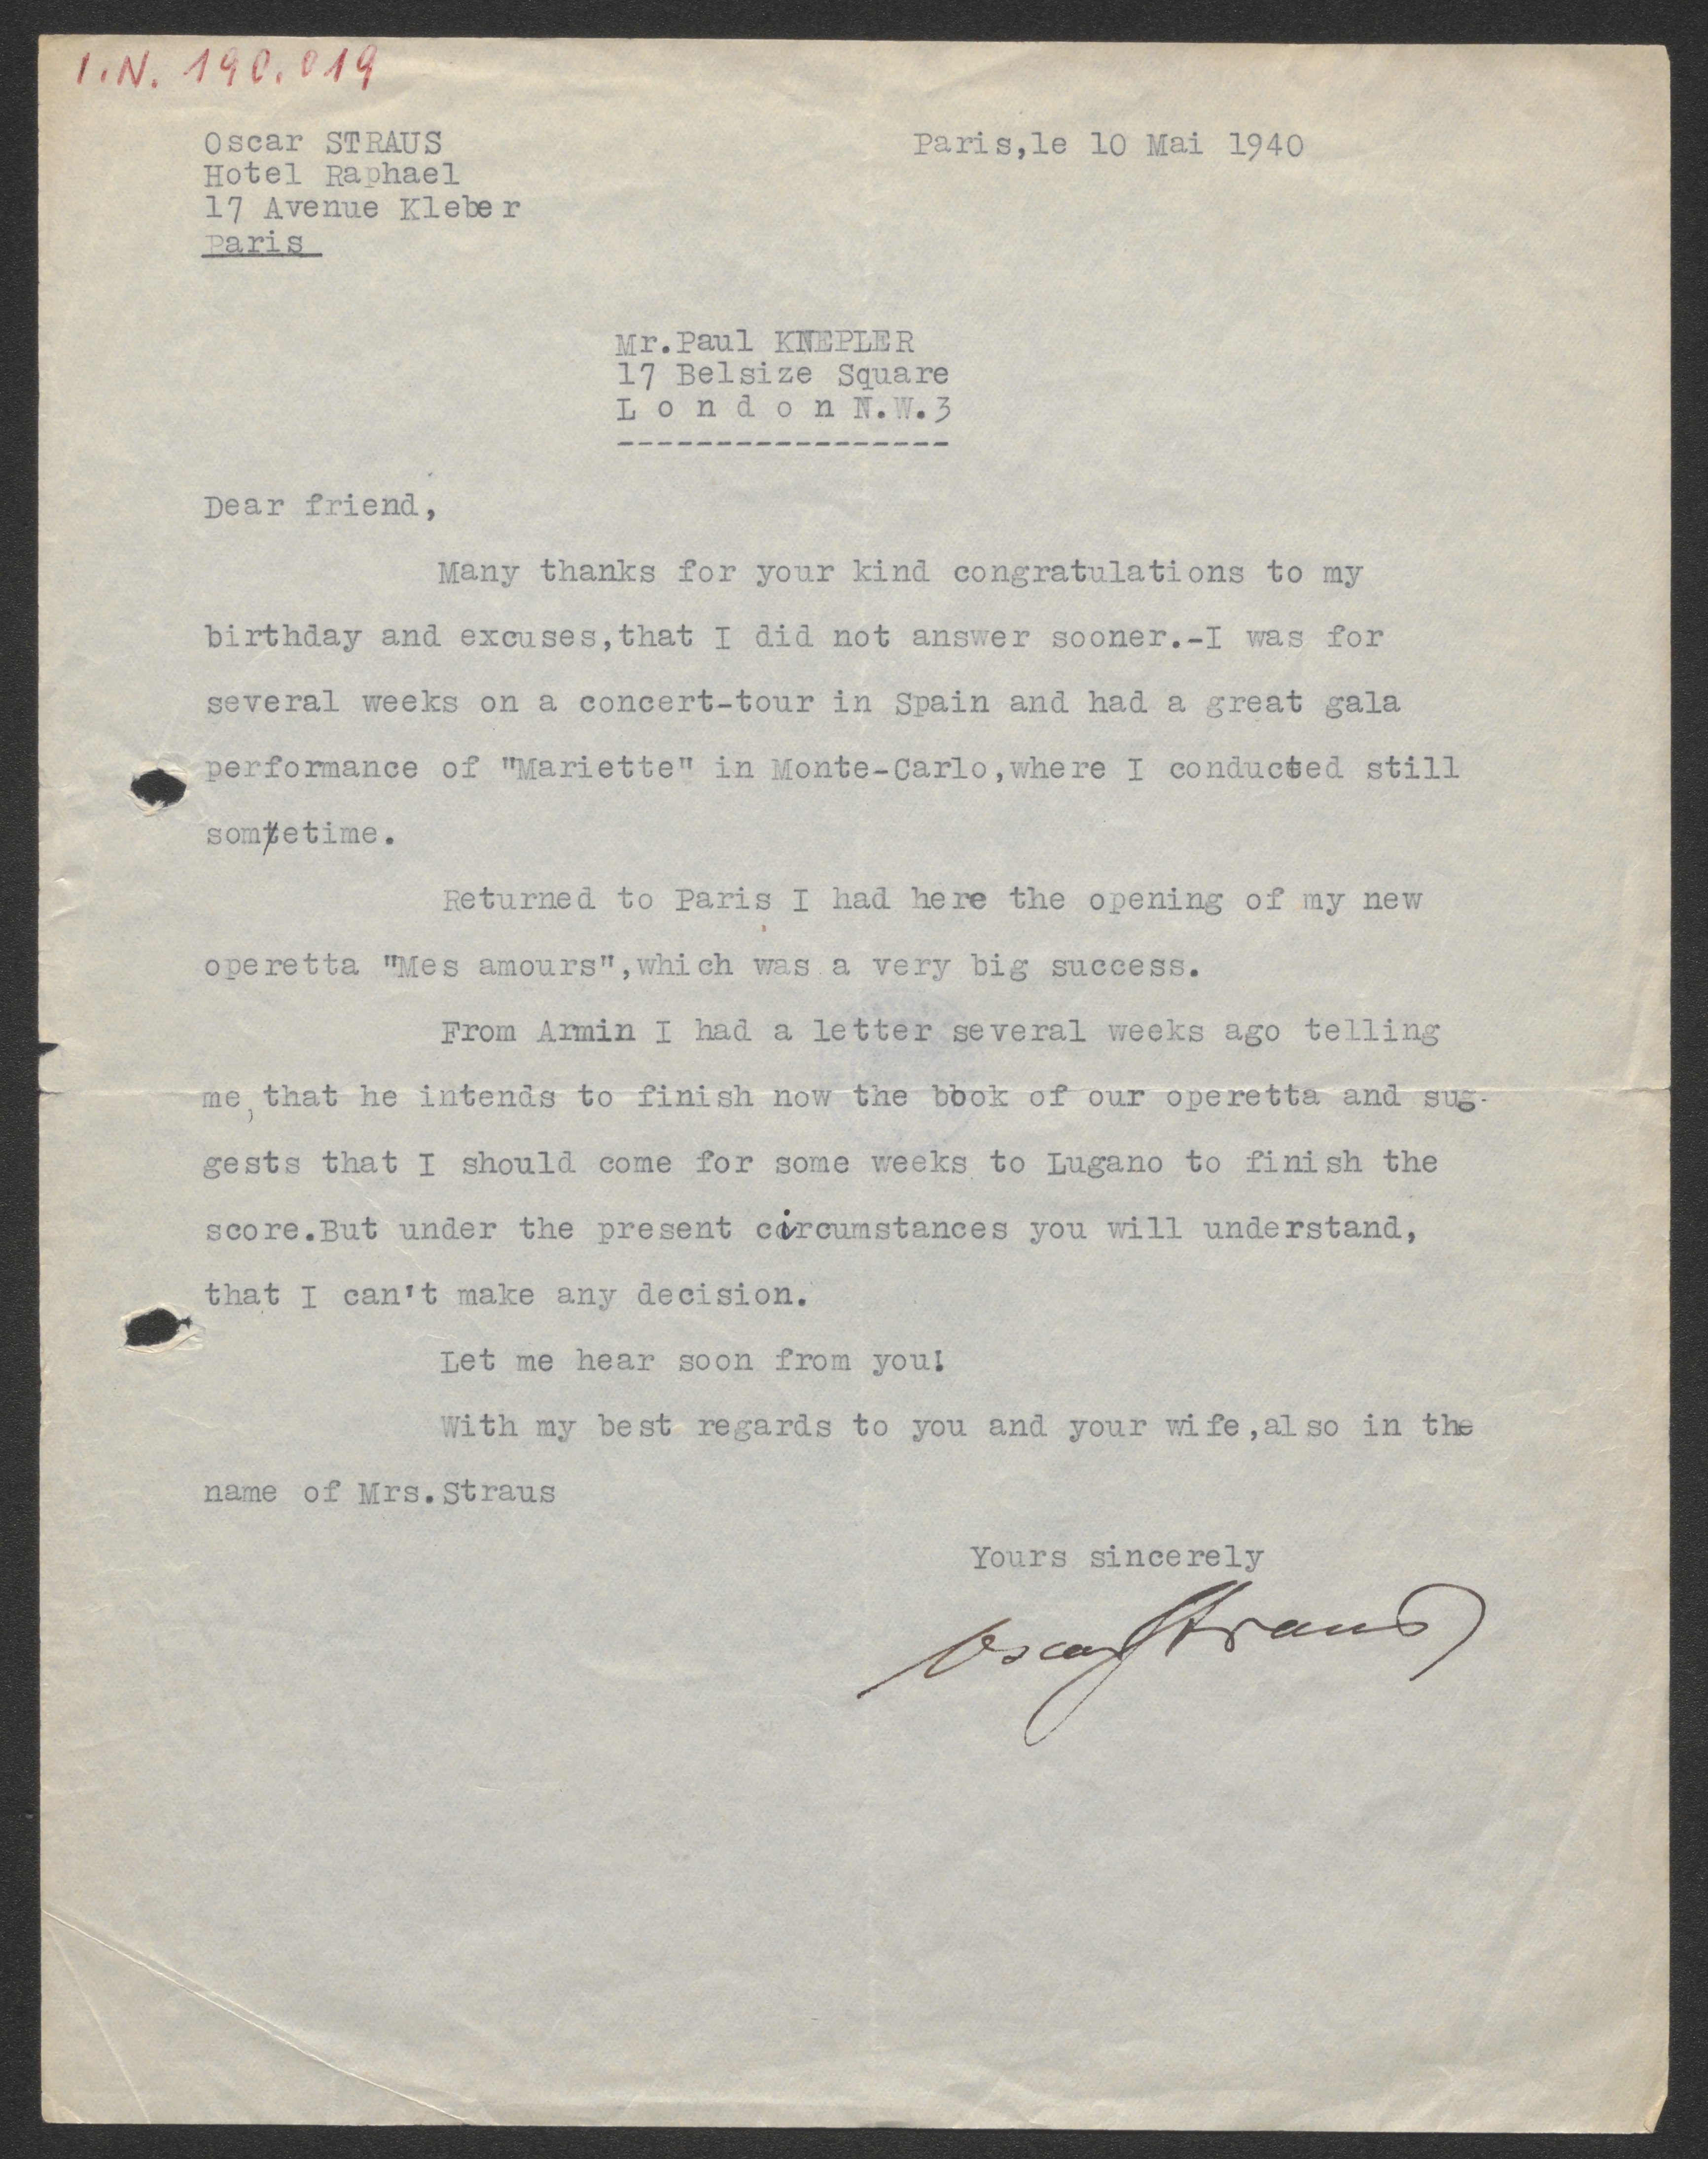 I.N. 190.019
Oscar STRAUS
Paris,le 10 Mai 1940
Hotel Raphael
17 Avenue Kleber
Paris
Mr.Paul KNEPLER
17 Belsize Square
L o n d o n N.W.3
-----------------
Dear friend,
Many thanks for your kind congratulations to my
birthday and excuses,that I did not answer sooner.-I was for
several weeks on a concert-tour in Spain and had a great gala
performance of "Mariette" in Monte-Carlo,where I conducted still
sometime.
Returned to Paris I had here the opening of my new
operetta "Mes amours",which was a very big success.
From Armin I had a letter several weeks ago telling
me, that he intends to finish now the book of our operetta and sug-
gests that I should come for some weeks to Lugano to finish the
score.But under the present circumstances you will understand,
that I can't make any decision.
Let me hear soon from you!
With my best regards to you and your wife,also in the
name of Mrs.Straus
Yours sincerely
Oscar Straus